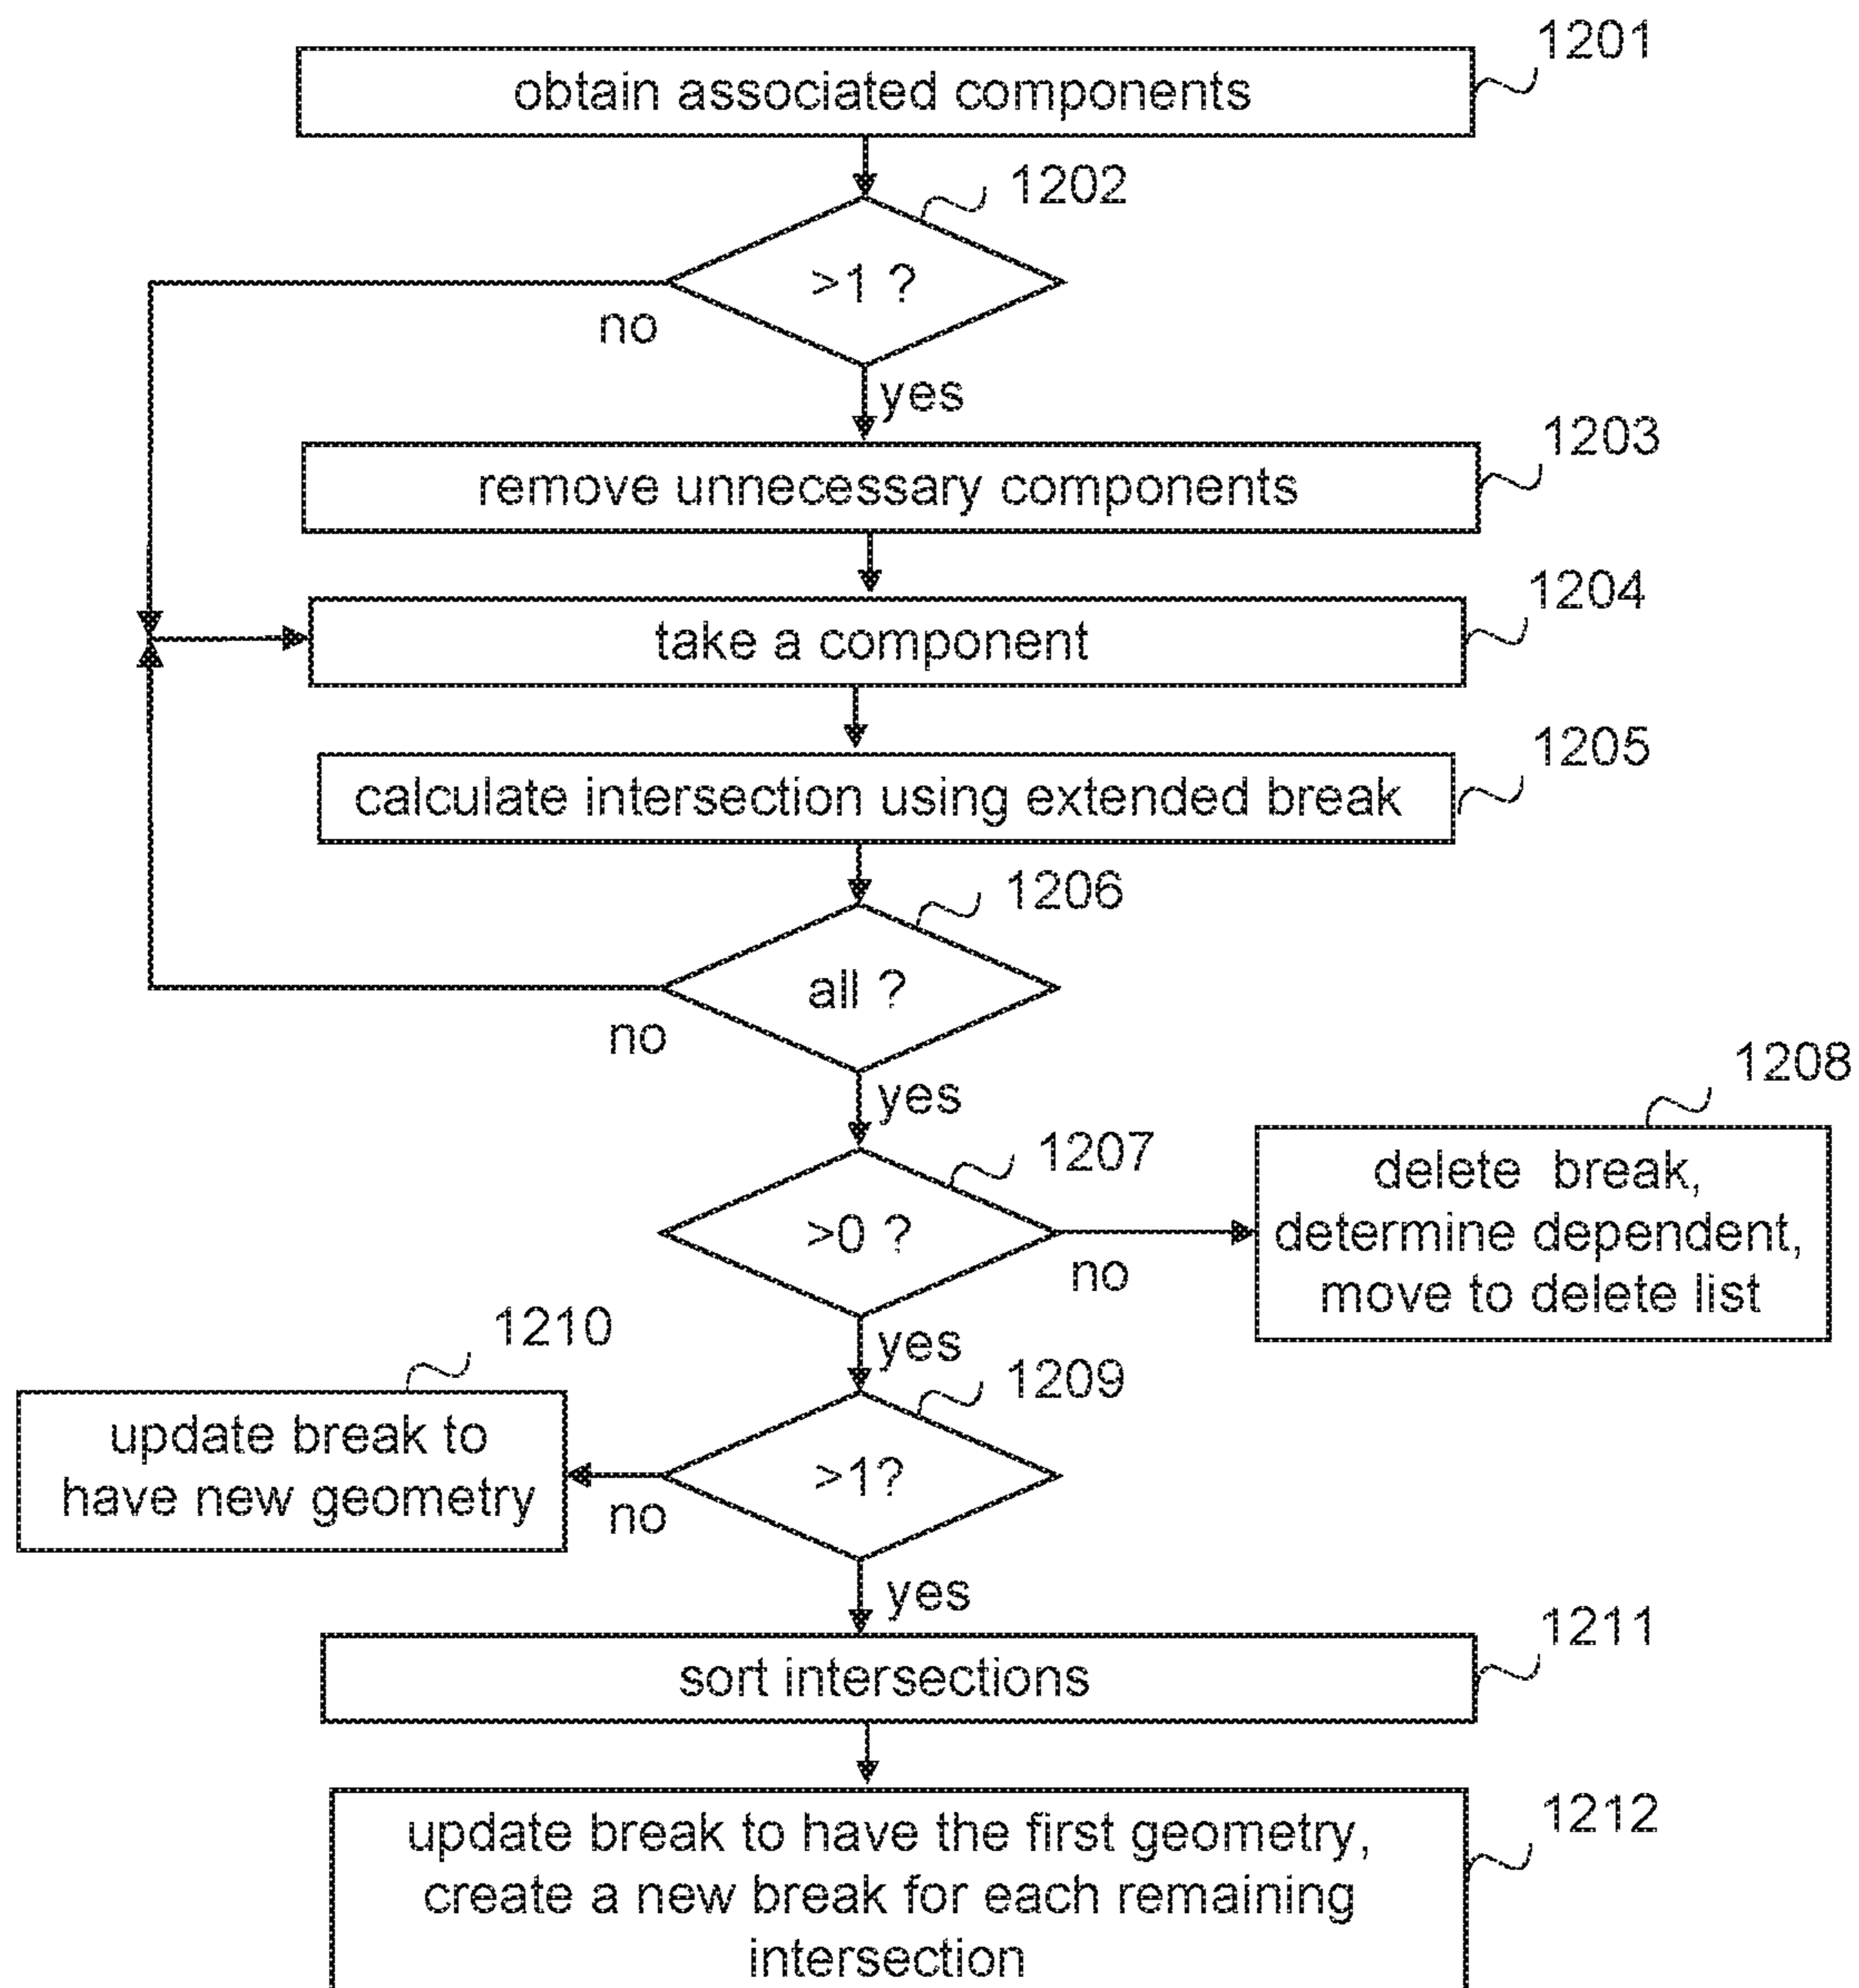 1201
obtain associated components
1202
>1 ?
no
yes
1203
remove unnecessary components
1204
take a component
1205
calculate intersection using extended break
1206
all ?
no
yes
1207
>0 ?
no
1208
delete break,
determine dependent,
move to delete list
yes
1209
>1?
no
1210
update break to
have new geometry
yes
1211
sort intersections
1212
update break to have the first geometry,
create a new break for each remaining
intersection